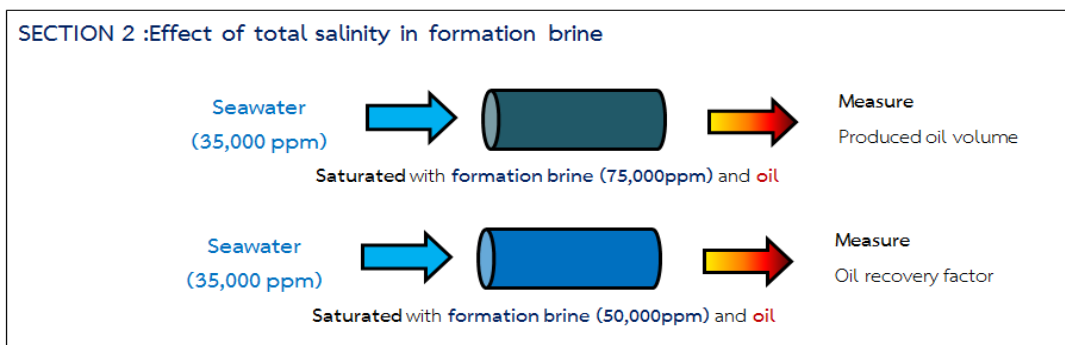 SECTION 2 :Effect of total salinity in formation brine
Seawater
(35,000 ppm)
Measure
Produced oil volume
Saturated with formation brine (75,000ppm) and oil
Seawater
(35,000 ppm)
Measure
Oil recovery factor
Saturated with formation brine (50,000ppm) and oil